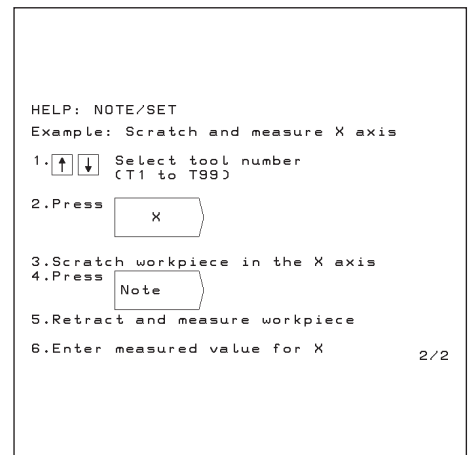 HELP: NOTE/SET
Example: Scratch and measure X axis
1. ↑ ↓ Select tool number
(T1 to T99)
2.Press X
3.Scratch workpiece in the X axis
4.Press Note
5.Retract and measure workpiece
6.Enter measured value for X
2/2